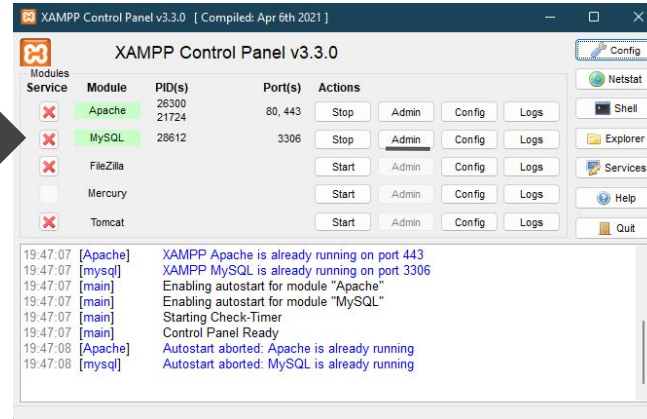 XAMPP Control Panel v3.3.0 [ Compiled: Apr 6th 2021 ]
XAMPP Control Panel v3.3.0
Config
Modules
Service Module PID(s) Port(s) Actions
Netstat
Apache 26300 21724 80, 443 Stop Admin Config Logs
Shell
MySQL 28612 3306 Stop Admin Config Logs
Explorer
FileZilla Start Admin Config Logs
Services
Mercury Start Admin Config Logs
Help
Tomcat Start Admin Config Logs
Quit
19:47:07 [Apache] XAMPP Apache is already running on port 443
19:47:07 [mysql] XAMPP MySQL is already running on port 3306
19:47:07 [main] Enabling autostart for module "Apache"
19:47:07 [main] Enabling autostart for module "MySQL"
19:47:07 [main] Starting Check-Timer
19:47:07 [main] Control Panel Ready
19:47:08 [Apache] Autostart aborted: Apache is already running
19:47:08 [mysql] Autostart aborted: MySQL is already running